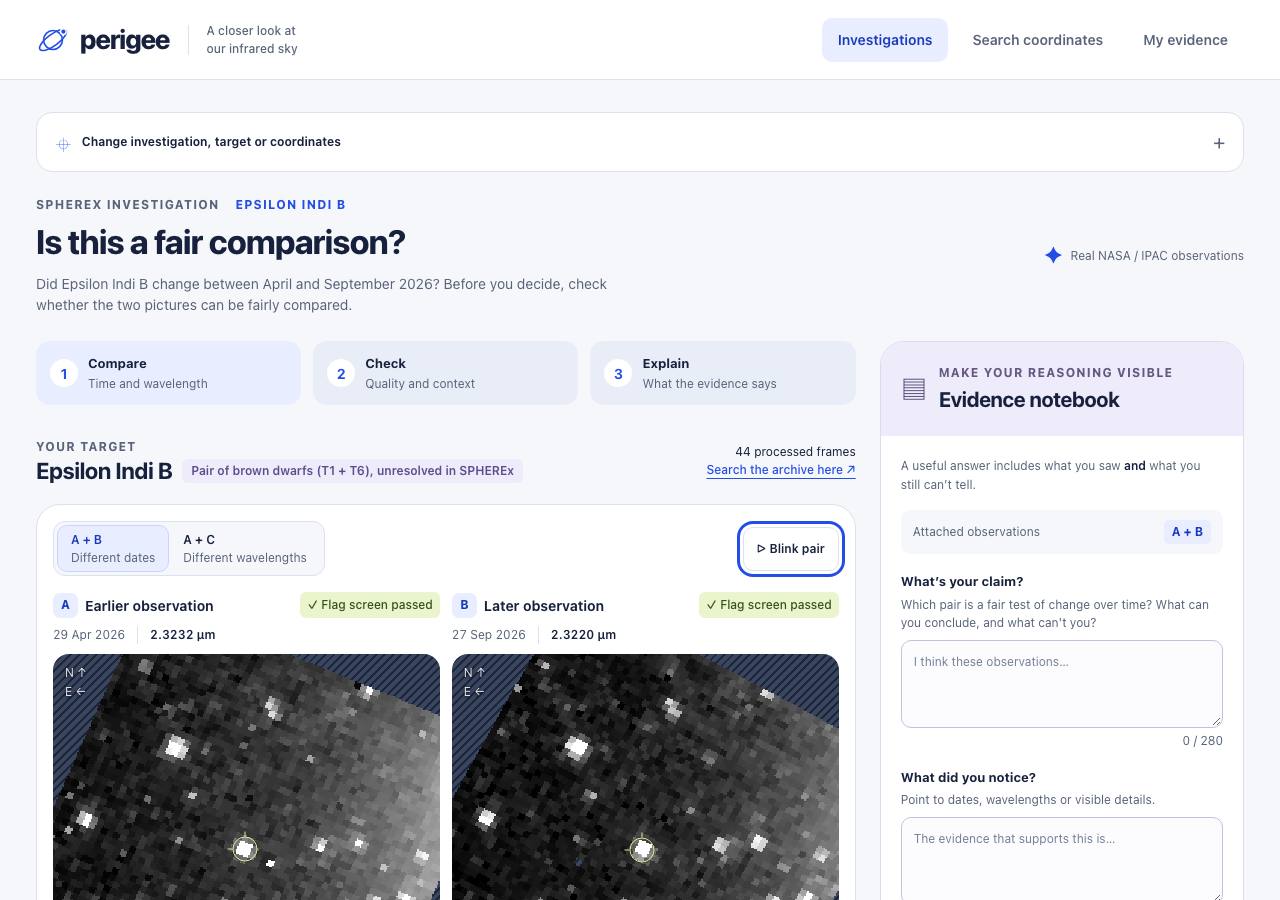 perigee
A closer look at
our infrared sky
Investigations
Search coordinates
My evidence
Change investigation, target or coordinates
+
SPHEREX INVESTIGATION EPSILON INDI B
Is this a fair comparison?
Did Epsilon Indi B change between April and September 2026? Before you decide, check
whether the two pictures can be fairly compared.
Real NASA / IPAC observations
1
Compare
Time and wavelength
2
Check
Quality and context
3
Explain
What the evidence says
YOUR TARGET
Epsilon Indi B
Pair of brown dwarfs (T1 + T6), unresolved in SPHEREx
44 processed frames
Search the archive here ↗
A + B
Different dates
A + C
Different wavelengths
▷ Blink pair
A Earlier observation
✓ Flag screen passed
29 Apr 2026
2.3232 µm
N ↑
E ←
B Later observation
✓ Flag screen passed
27 Sep 2026
2.3220 µm
N ↑
E ←
MAKE YOUR REASONING VISIBLE
Evidence notebook
A useful answer includes what you saw and what you
still can’t tell.
Attached observations
A + B
What’s your claim?
Which pair is a fair test of change over time? What can
you conclude, and what can't you?
I think these observations…
0 / 280
What did you notice?
Point to dates, wavelengths or visible details.
The evidence that supports this is…